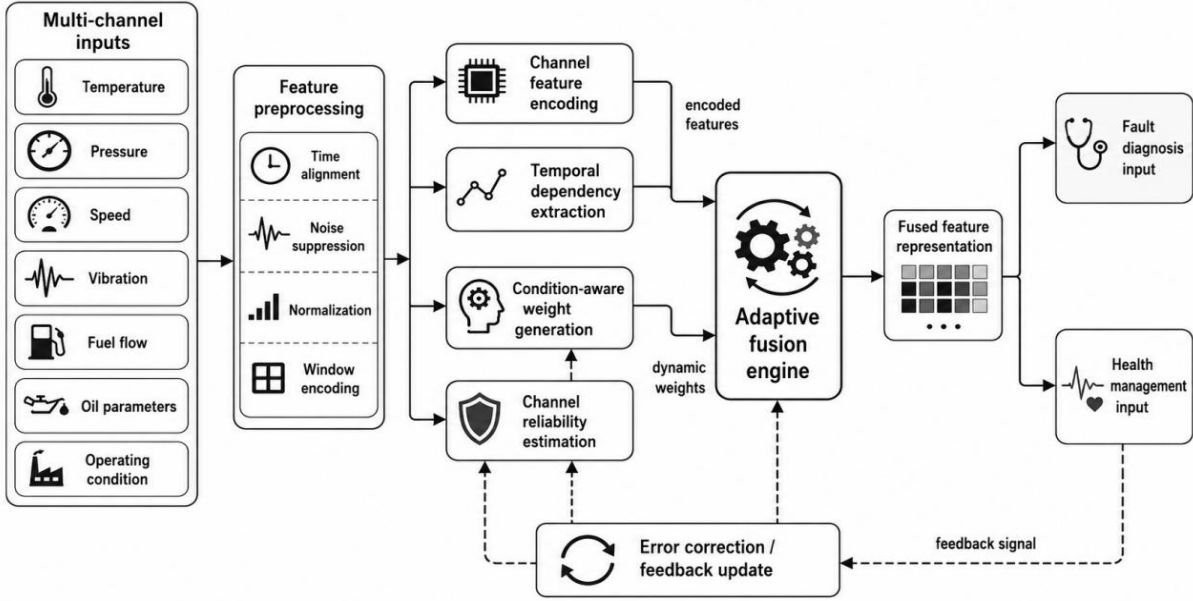 Multi-channel
inputs
Temperature
Pressure
Speed
Vibration
Fuel flow
Oil parameters
Operating
condition
Feature
preprocessing
Time
alignment
Noise
suppression
Normalization
Window
encoding
Channel
feature
encoding
Temporal
dependency
extraction
Condition-aware
weight
generation
Channel
reliability
estimation
encoded
features
dynamic
weights
Adaptive
fusion
engine
Fused feature
representation
Fault
diagnosis
input
Health
management
input
Error correction /
feedback update
feedback signal